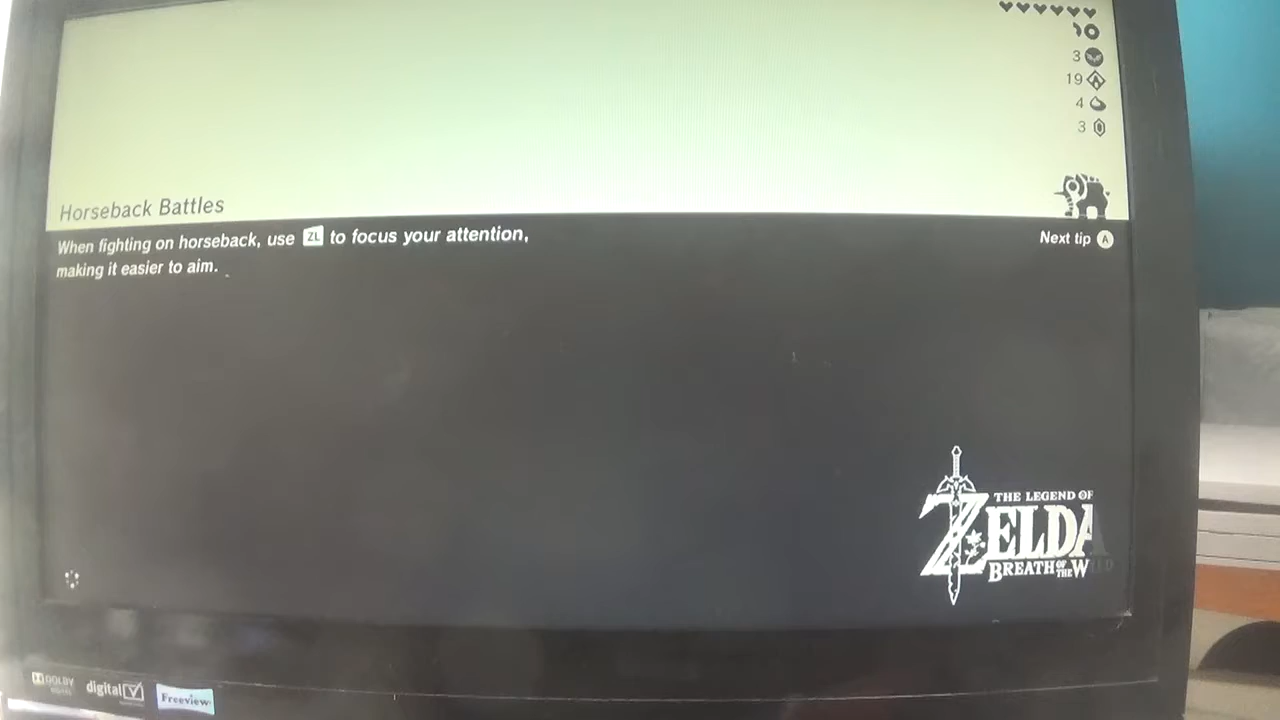 3
19
4
3
Horseback Battles
When fighting on horseback, use ZL to focus your attention,
making it easier to aim.
Next tip A
THE LEGEND OF
ZELDA
BREATH OF THE WILD
DOLBY
digital
Freeview